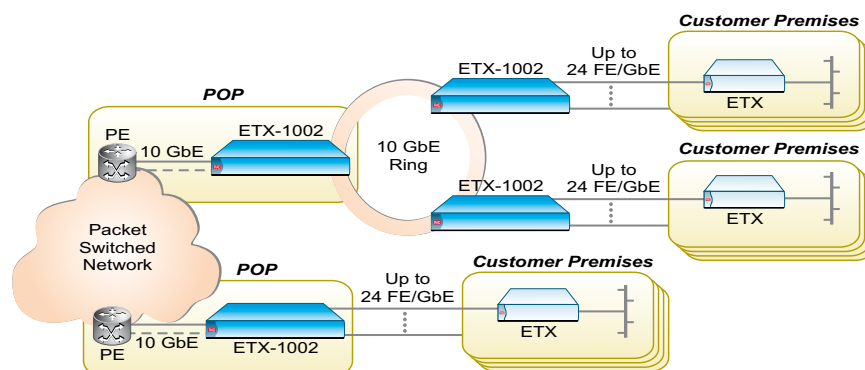 Customer Premises
ETX-1002
Up to
24 FE/GbE
ETX
POP
ETX-1002
PE
10 GbE
10 GbE
Ring
Customer Premises
ETX-1002
Up to
24 FE/GbE
ETX
Packet
Switched
Network
POP
Customer Premises
Up to
24 FE/GbE
ETX
PE
10 GbE
ETX-1002